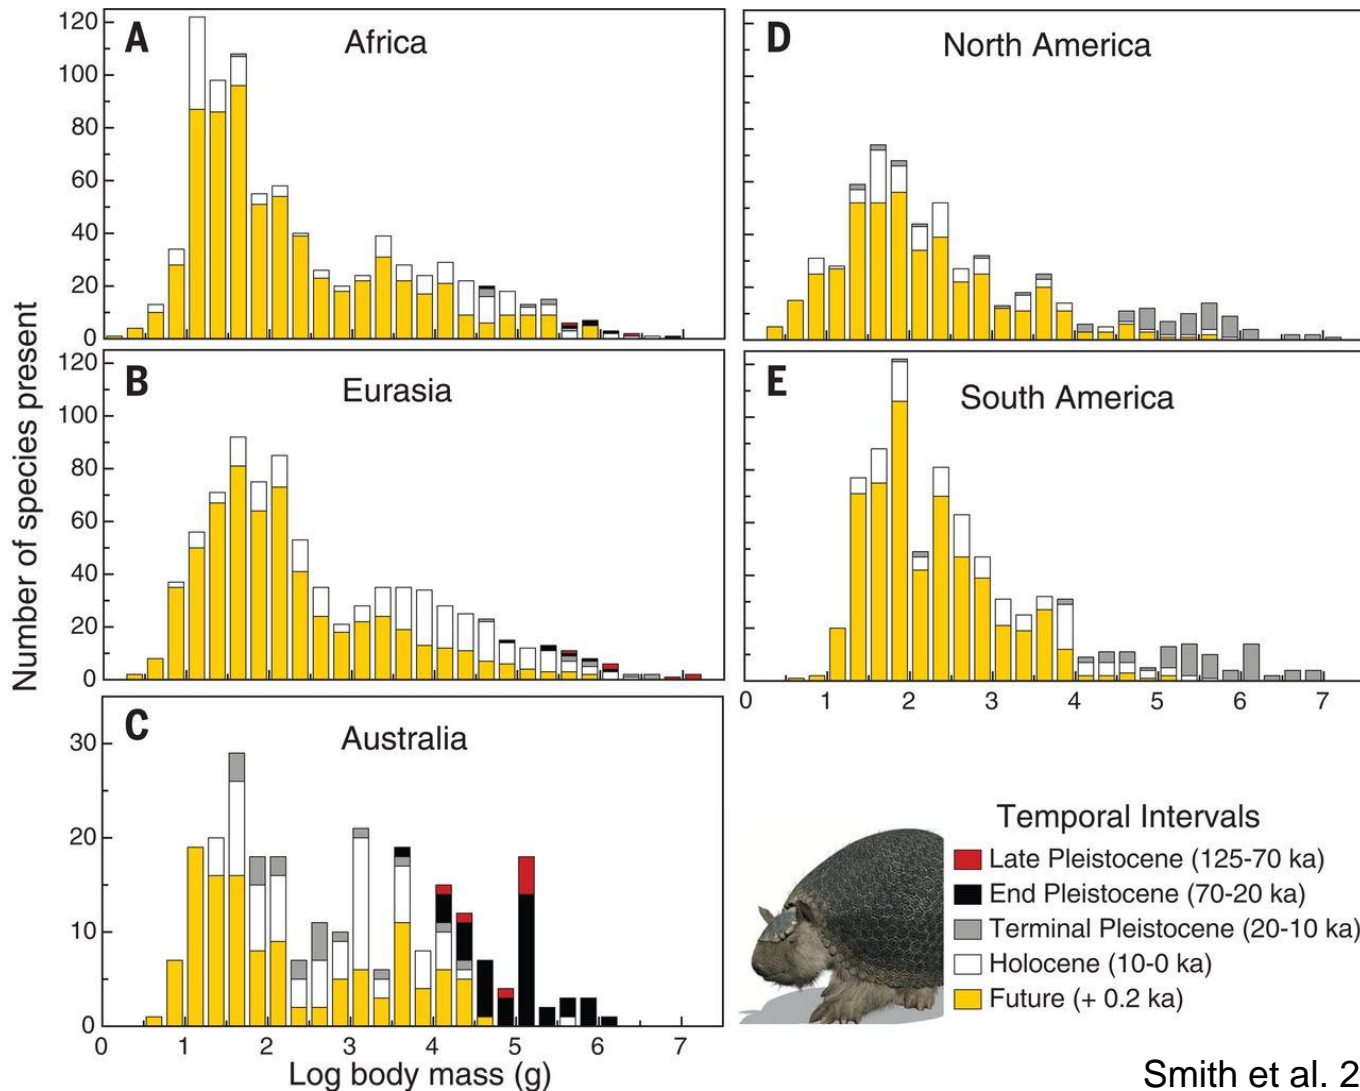 A
Africa
120
100
80
60
40
20
0
B
Eurasia
120
100
80
60
40
20
0
Number of species present
C
Australia
30
20
10
0
0 1 2 3 4 5 6 7
Log body mass (g)
D
North America
E
South America
0 1 2 3 4 5 6 7
Temporal Intervals
Late Pleistocene (125-70 ka)
End Pleistocene (70-20 ka)
Terminal Pleistocene (20-10 ka)
Holocene (10-0 ka)
Future (+ 0.2 ka)
Smith et al. 2